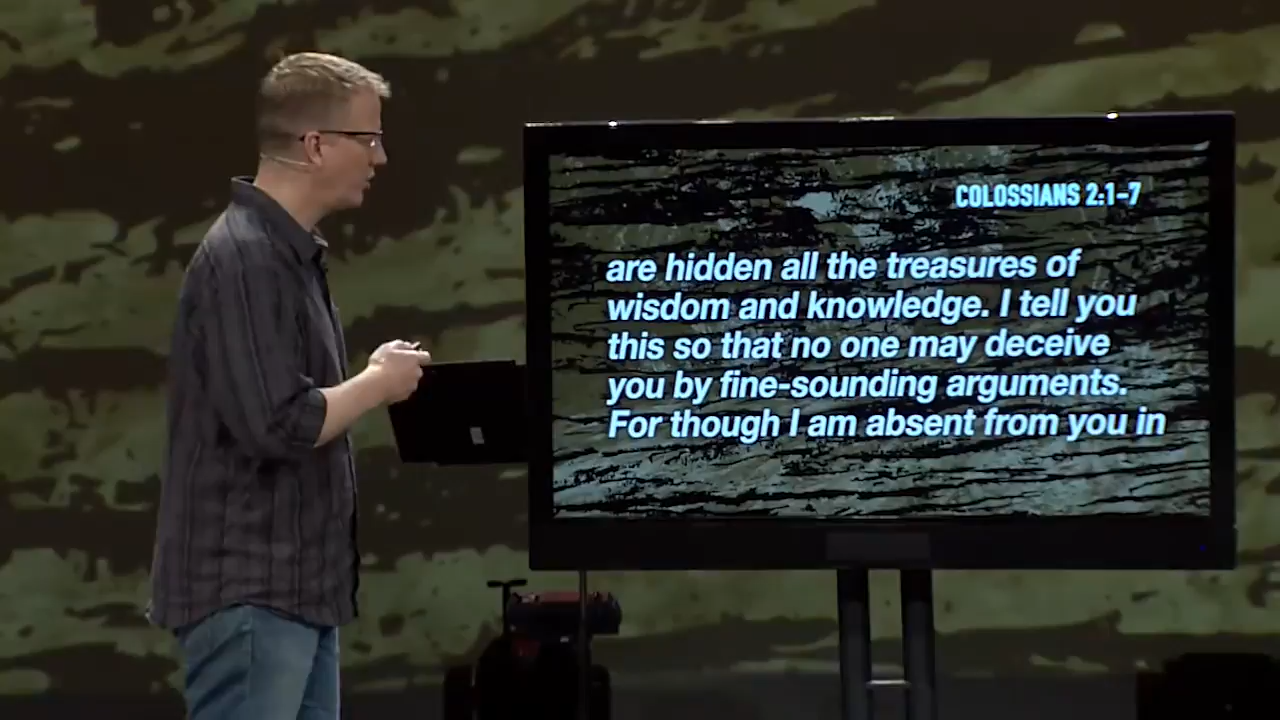 COLOSSIANS 2:1-7
are hidden all the treasures of
wisdom and knowledge. I tell you
this so that no one may deceive
you by fine-sounding arguments.
For though I am absent from you in